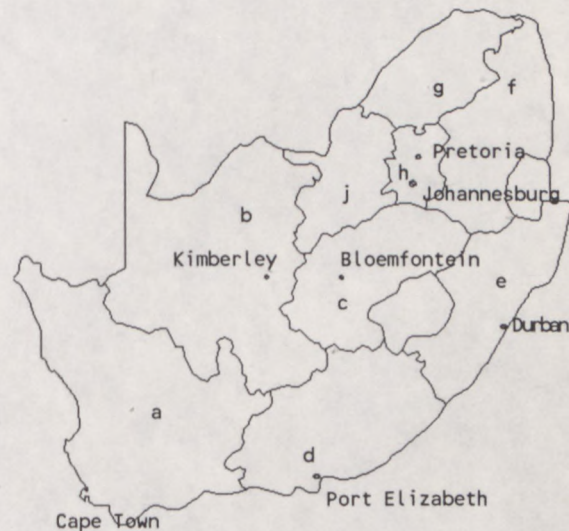 g
f
Pretoria
h
Johannesburg
j
b
Kimberley
Bloemfontein
c
e
Durban
a
d
Port Elizabeth
Cape Town